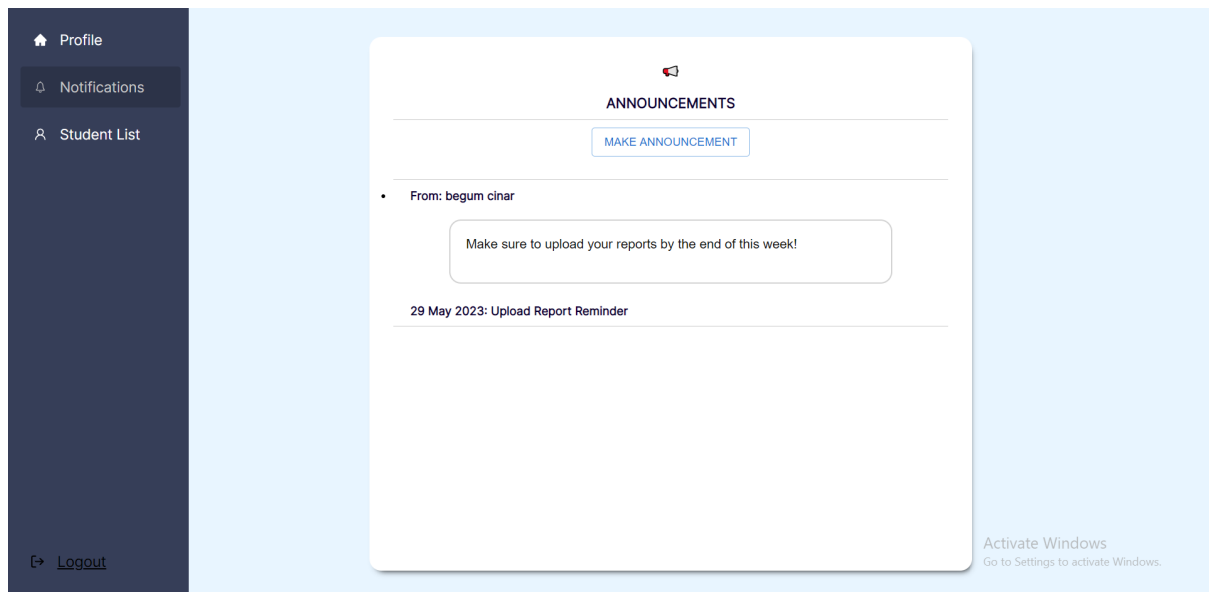 Profile
Notifications
Student List
Logout
ANNOUNCEMENTS
MAKE ANNOUNCEMENT
From: begum cinar
Make sure to upload your reports by the end of this week!
29 May 2023: Upload Report Reminder
Activate Windows
Go to Settings to activate Windows.